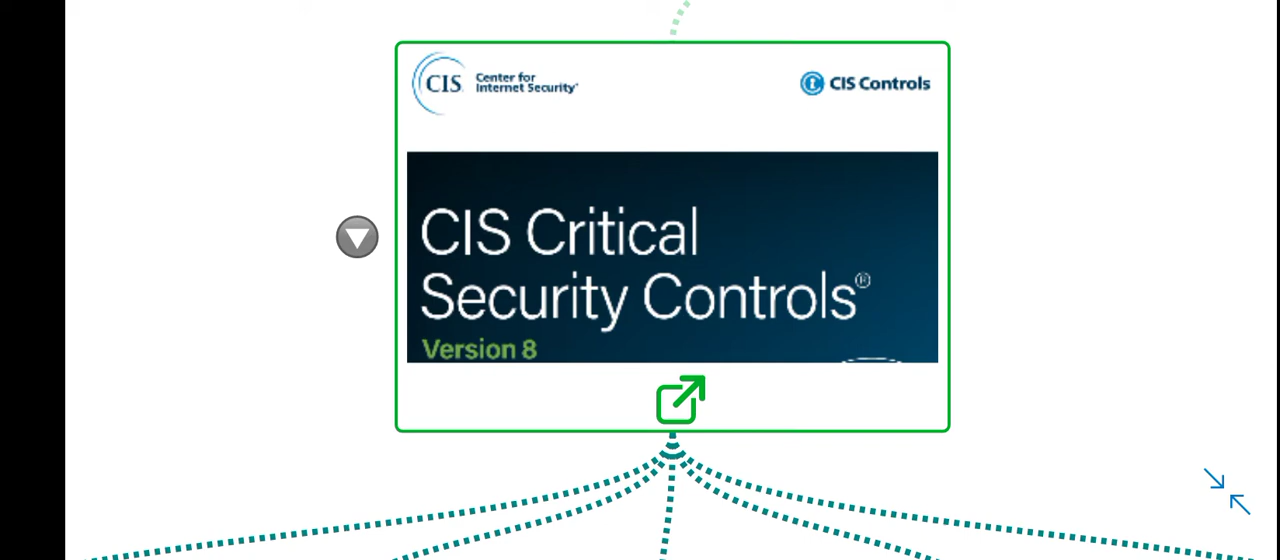 CIS Center for
Internet Security®
CIS Controls
CIS Critical
Security Controls®
Version 8